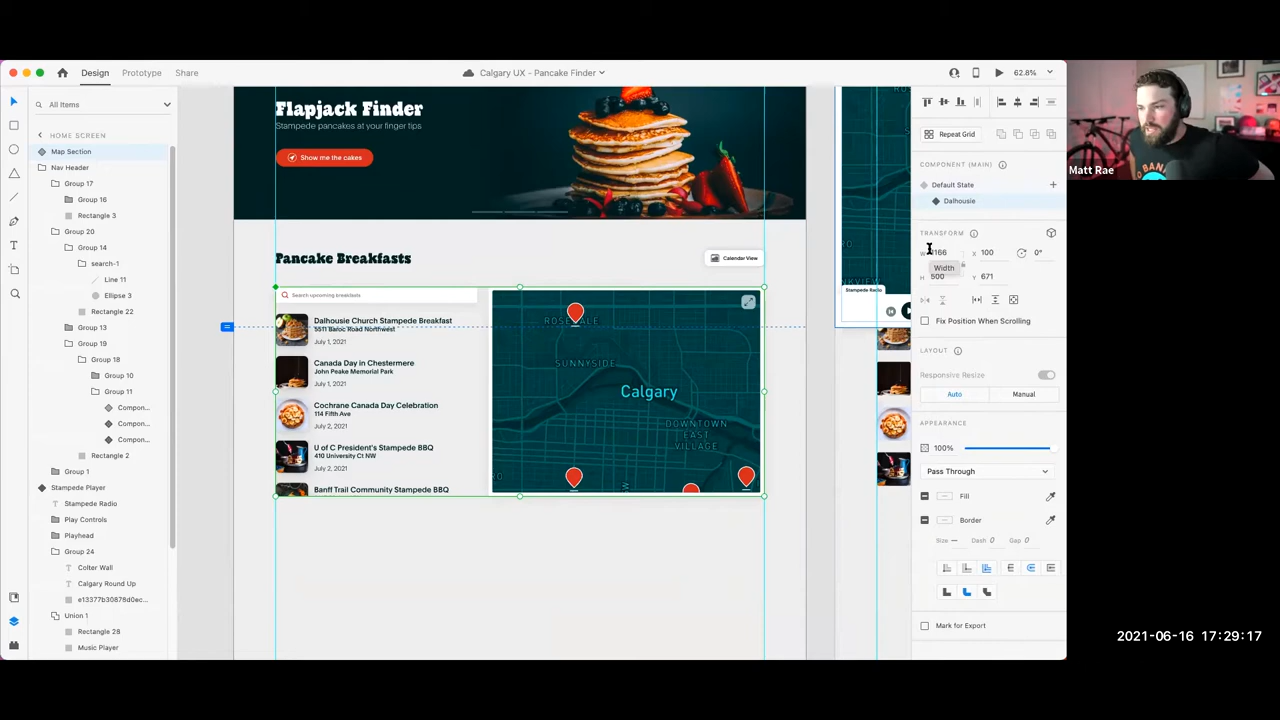 Design
Prototype
Share
Calgary UX - Pancake Finder
62.8%
All Items
HOME SCREEN
Map Section
Nav Header
Group 17
Group 16
Rectangle 3
Group 20
Group 14
search-1
Line 11
Ellipse 3
Rectangle 22
Group 13
Group 19
Group 18
Group 10
Group 11
Compon...
Compon...
Compon...
Rectangle 2
Group 1
Stampede Player
Stampede Radio
Play Controls
Playhead
Group 24
Colter Wall
Calgary Round Up
e13377b30878d0ec...
Union 1
Rectangle 28
Music Player
Flapjack Finder
Stampede pancakes at your finger tips
Show me the cakes
Pancake Breakfasts
Calendar View
Search upcoming breakfasts
Dalhousie Church Stampede Breakfast
5511 Baroc Road Northwest
July 1, 2021
Canada Day in Chestermere
John Peake Memorial Park
July 1, 2021
Cochrane Canada Day Celebration
114 Fifth Ave
July 2, 2021
U of C President's Stampede BBQ
410 University Ct NW
July 2, 2021
Banff Trail Community Stampede BBQ
ROSEDALE
SUNNYSIDE
Calgary
DOWNTOWN
EAST
VILLAGE
Stampede Radio
Repeat Grid
COMPONENT (MAIN)
Default State
Dalhousie
TRANSFORM
W 1166
X 100
0°
Width
H 500
Y 671
Fix Position When Scrolling
LAYOUT
Responsive Resize
Auto
Manual
APPEARANCE
100%
Pass Through
Fill
Border
Size
Dash 0
Gap 0
Mark for Export
Matt Rae
2021-06-16 17:29:17